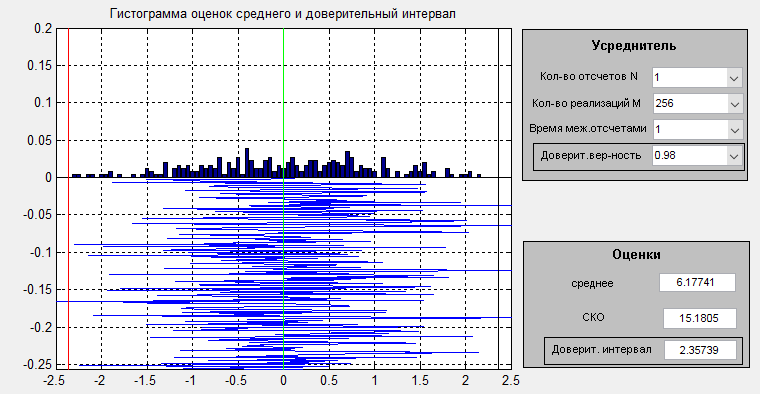 Гистограмма оценок среднего и доверительный интервал
0.2
0.15
0.1
0.05
0
-0.05
-0.1
-0.15
-0.2
-0.25
-2.5 -2 -1.5 -1 -0.5 0 0.5 1 1.5 2 2.5
Усреднитель
Кол-во отсчетов N 1
Кол-во реализаций M 256
Время меж.отсчетами 1
Доверит.вер-ность 0.98
Оценки
среднее 6.17741
СКО 15.1805
Доверит. интервал 2.35739